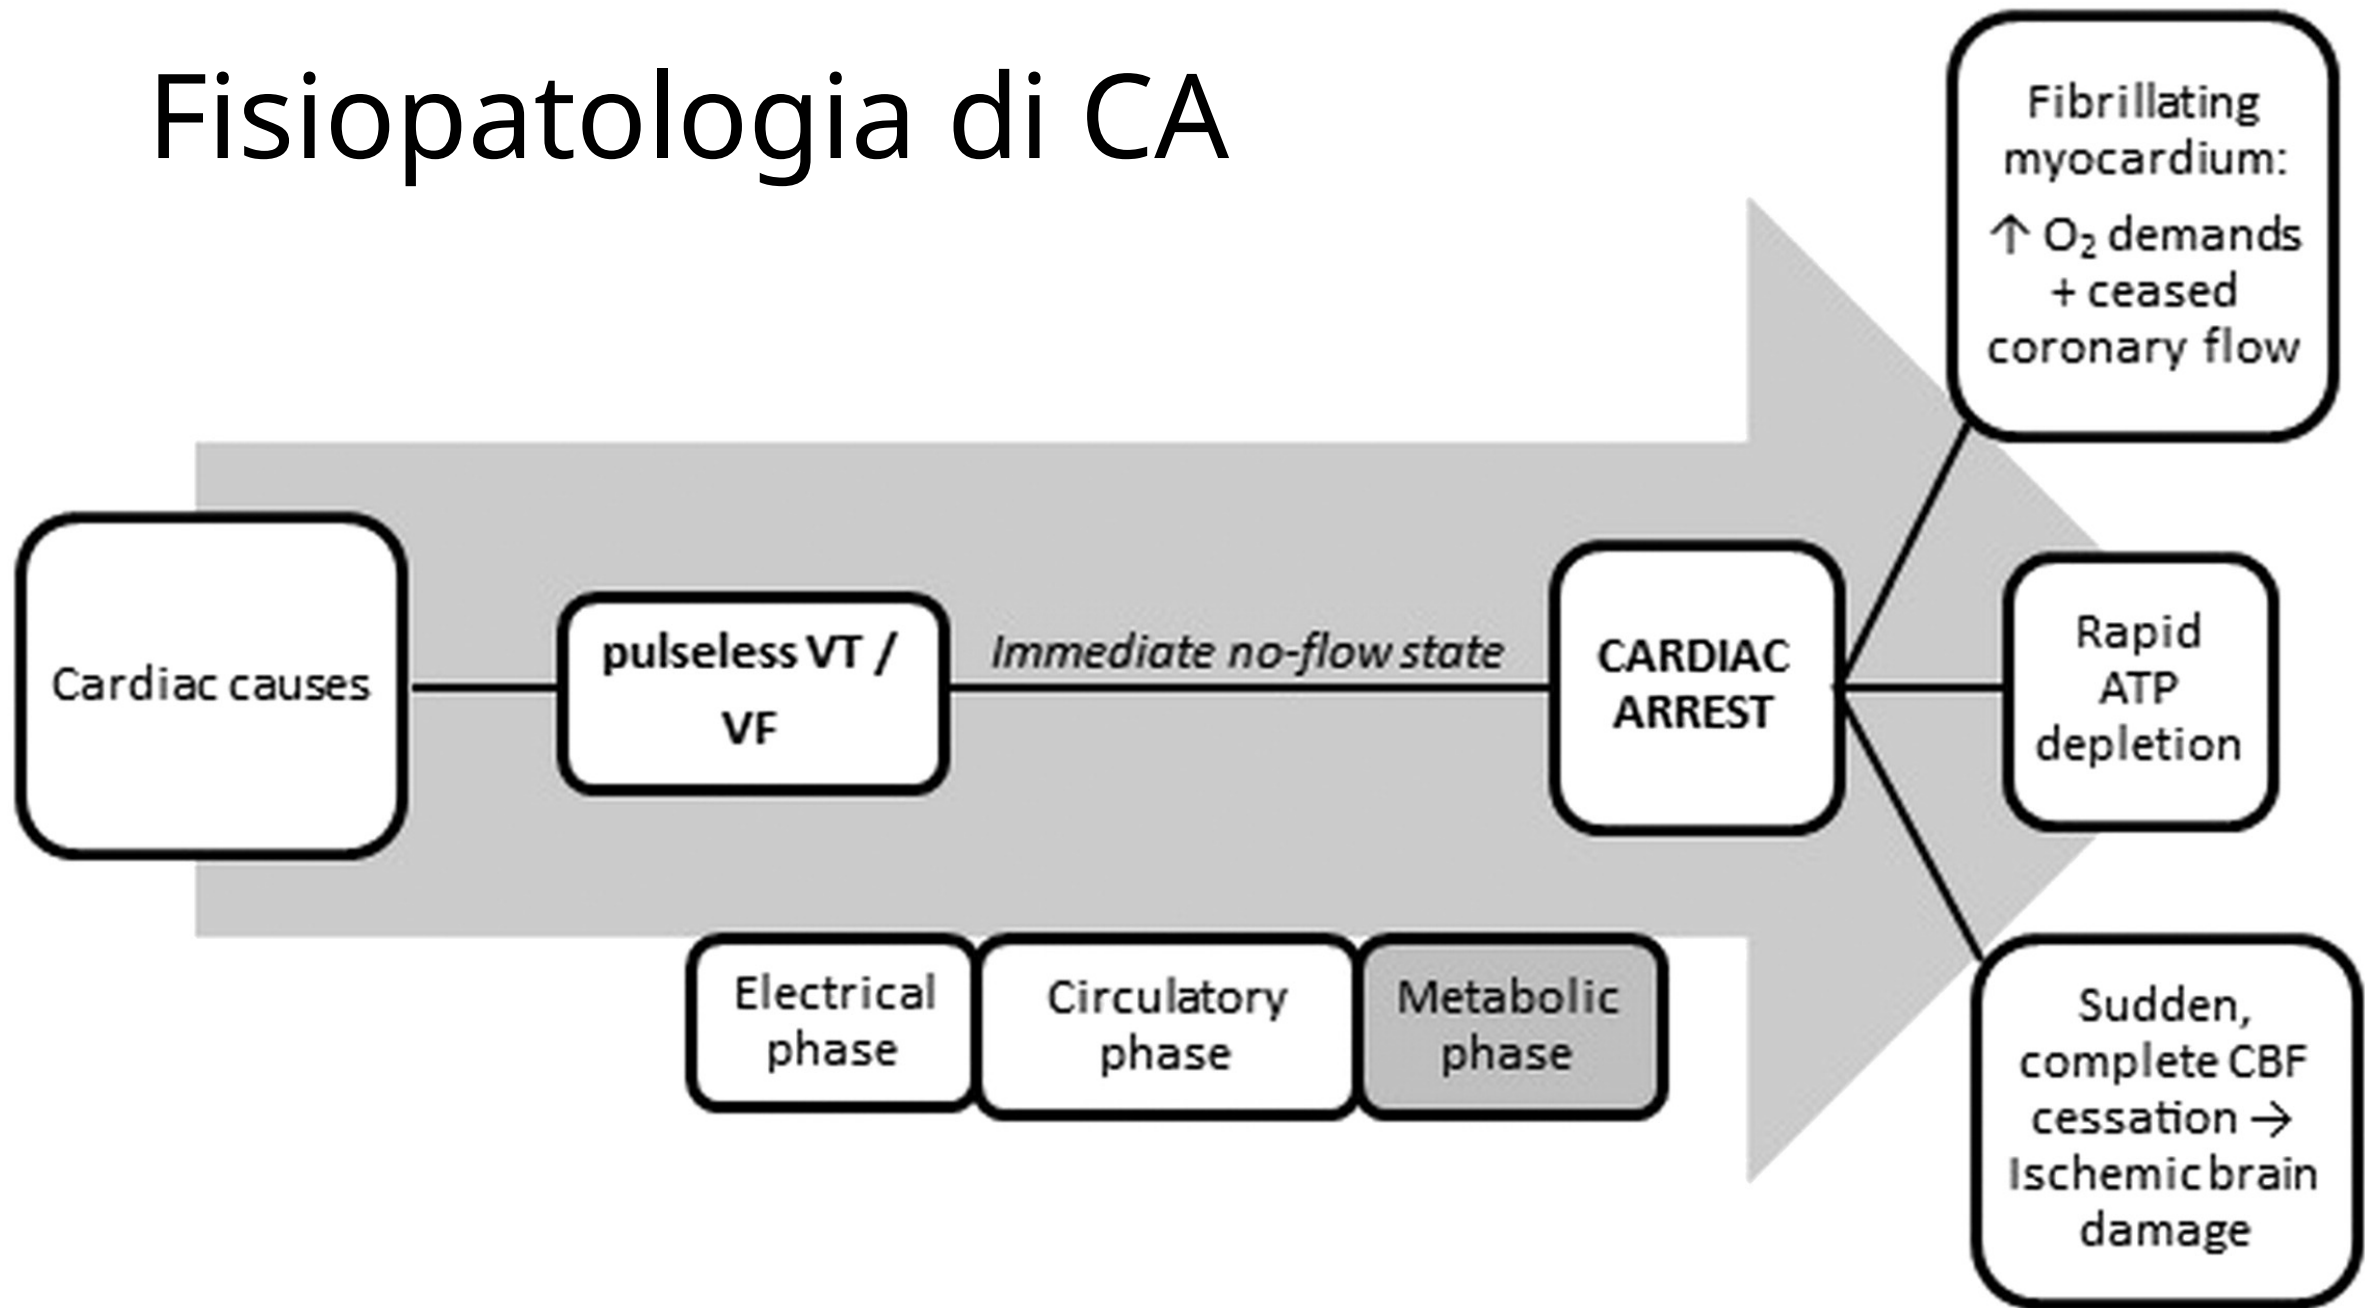 Fisiopatologia di CA
Cardiac causes
pulseless VT /
VF
Immediate no-flow state
CARDIAC
ARREST
Fibrillating
myocardium:
↑ O₂ demands
+ ceased
coronary flow
Rapid
ATP
depletion
Sudden,
complete CBF
cessation →
Ischemic brain
damage
Electrical
phase
Circulatory
phase
Metabolic
phase